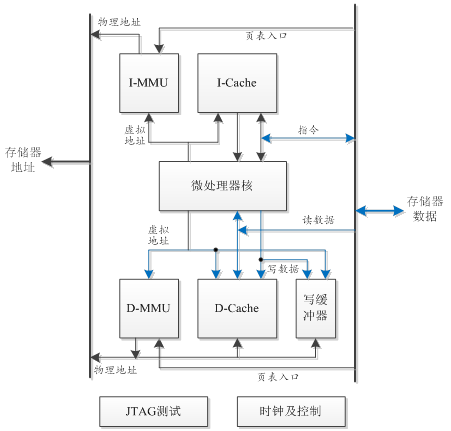 物理地址
页表入口
I-MMU
I-Cache
虚拟
地址
指令
存储器
地址
微处理器核
存储器
数据
读数据
虚拟
地址
写数据
D-MMU
D-Cache
写缓
冲器
物理地址
页表入口
JTAG测试
时钟及控制